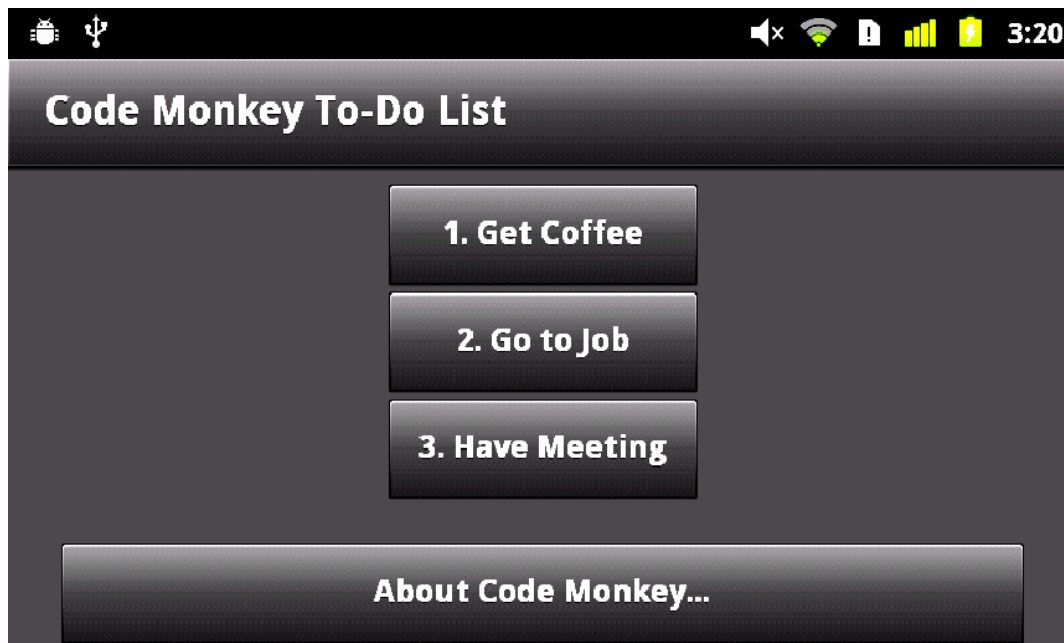 3:20
Code Monkey To-Do List
1. Get Coffee
2. Go to Job
3. Have Meeting
About Code Monkey...